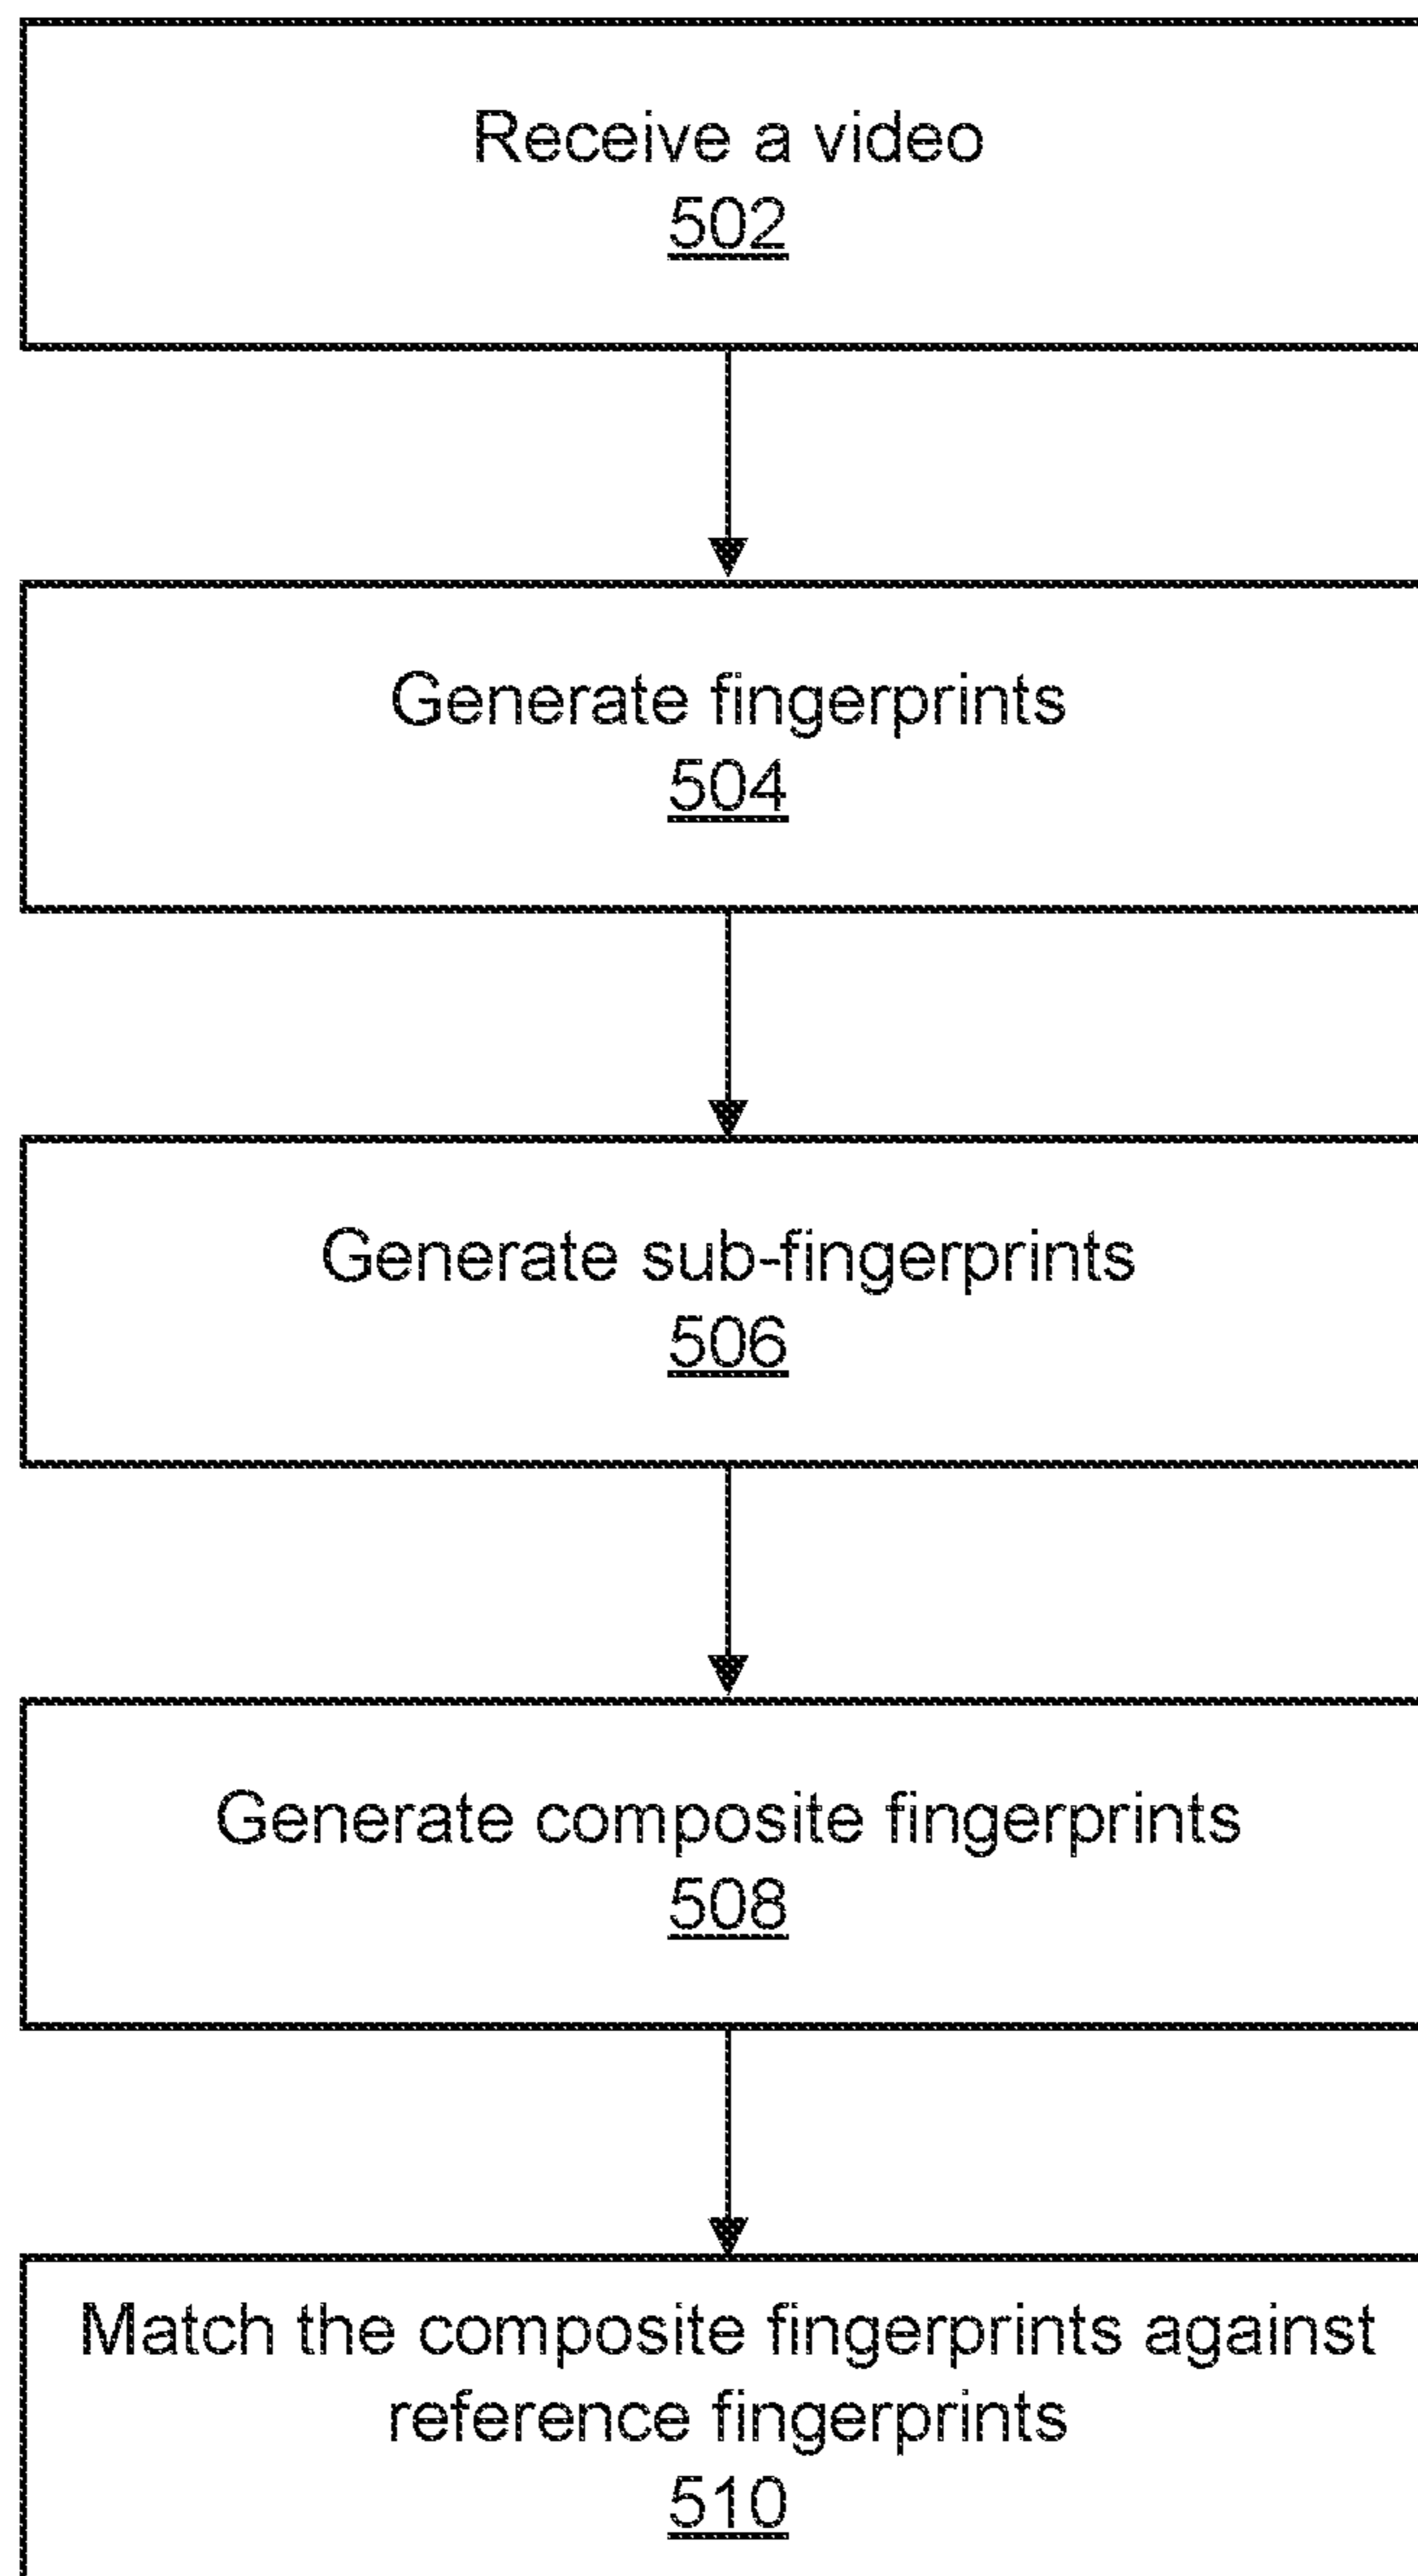 Receive a video
502
Generate fingerprints
504
Generate sub-fingerprints
506
Generate composite fingerprints
508
Match the composite fingerprints against
reference fingerprints
510